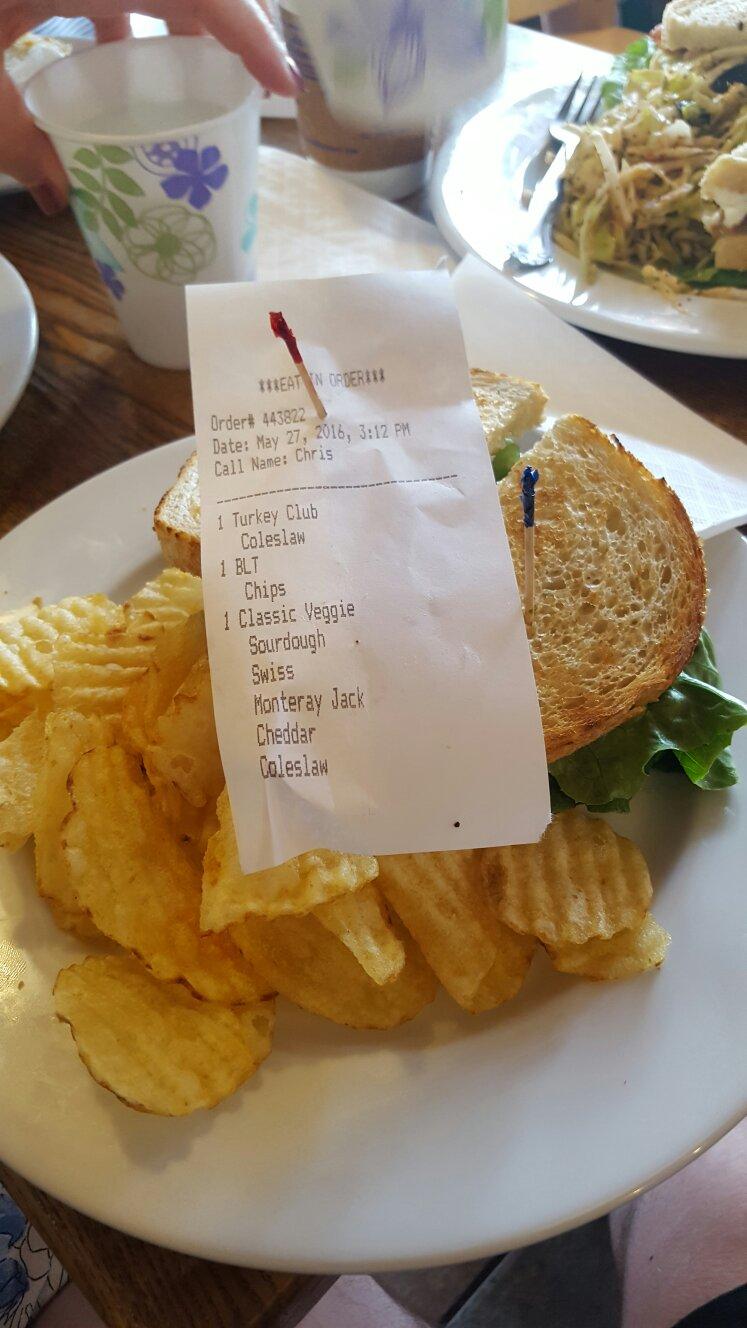 ***EAT IN ORDER***
Order# 443822
Date: May 27, 2016, 3:12 PM
Call Name: Chris
1 Turkey Club
Coleslaw
1 BLT
Chips
1 Classic Veggie
Sourdough
Swiss
Monteray Jack
Cheddar
Coleslaw